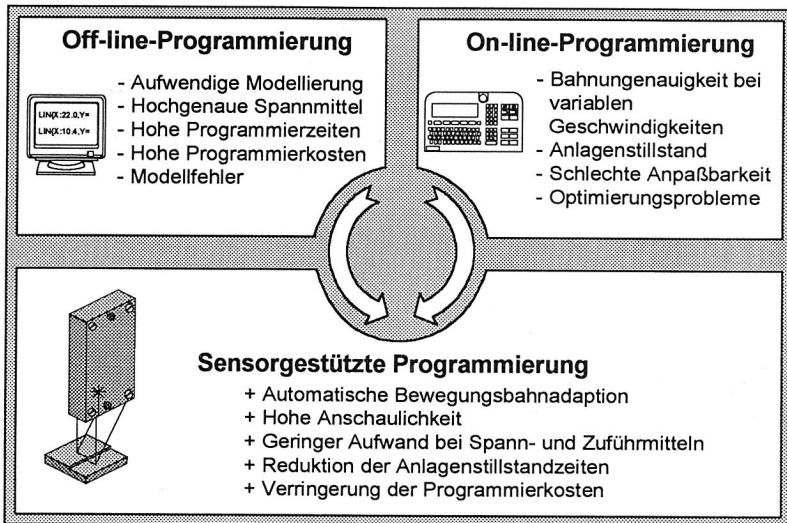 Off-line-Programmierung
LIN(X:22.0,Y=
LIN(X:10.4,Y=
- Aufwendige Modellierung
- Hochgenaue Spannmittel
- Hohe Programmierzeiten
- Hohe Programmierkosten
- Modellfehler
On-line-Programmierung
- Bahnungenauigkeit bei
variablen
Geschwindigkeiten
- Anlagenstillstand
- Schlechte Anpaßbarkeit
- Optimierungsprobleme
Sensorgestützte Programmierung
+ Automatische Bewegungsbahnadaption
+ Hohe Anschaulichkeit
+ Geringer Aufwand bei Spann- und Zuführmitteln
+ Reduktion der Anlagenstillstandzeiten
+ Verringerung der Programmierkosten